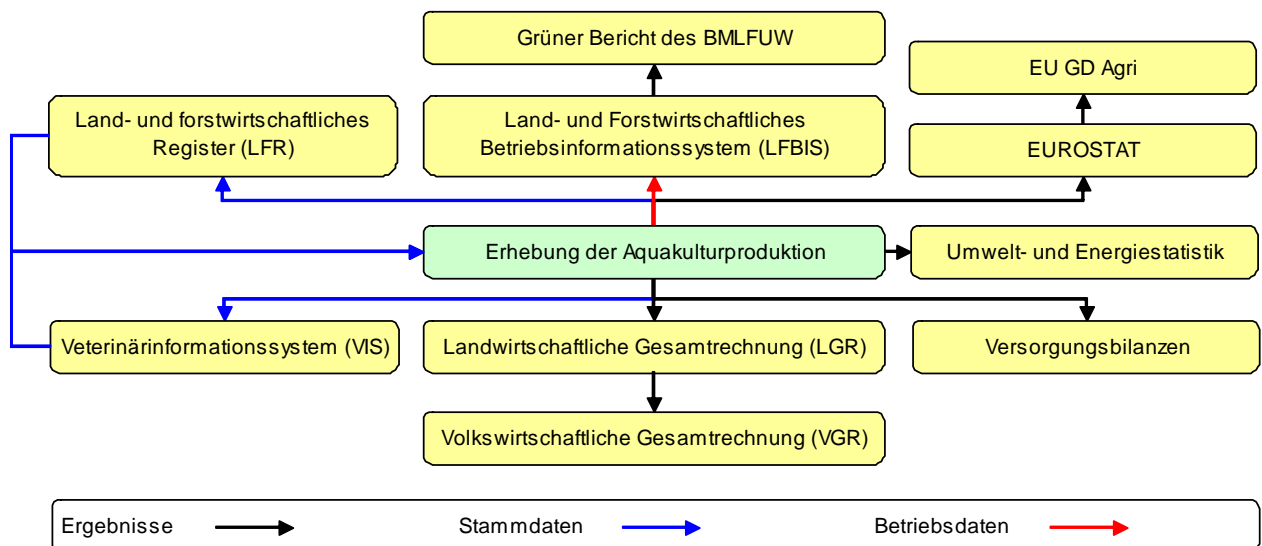 Grüner Bericht des BMLFUW
EU GD Agri
Land- und forstwirtschaftliches
Register (LFR)
Land- und Forstwirtschaftliches
Betriebsinformationssystem (LFBIS)
EUROSTAT
Erhebung der Aquakulturproduktion
Umwelt- und Energiestatistik
Veterinärinformationssystem (VIS)
Landwirtschaftliche Gesamtrechnung (LGR)
Versorgungsbilanzen
Volkswirtschaftliche Gesamtrechnung (VGR)
Ergebnisse
Stammdaten
Betriebsdaten